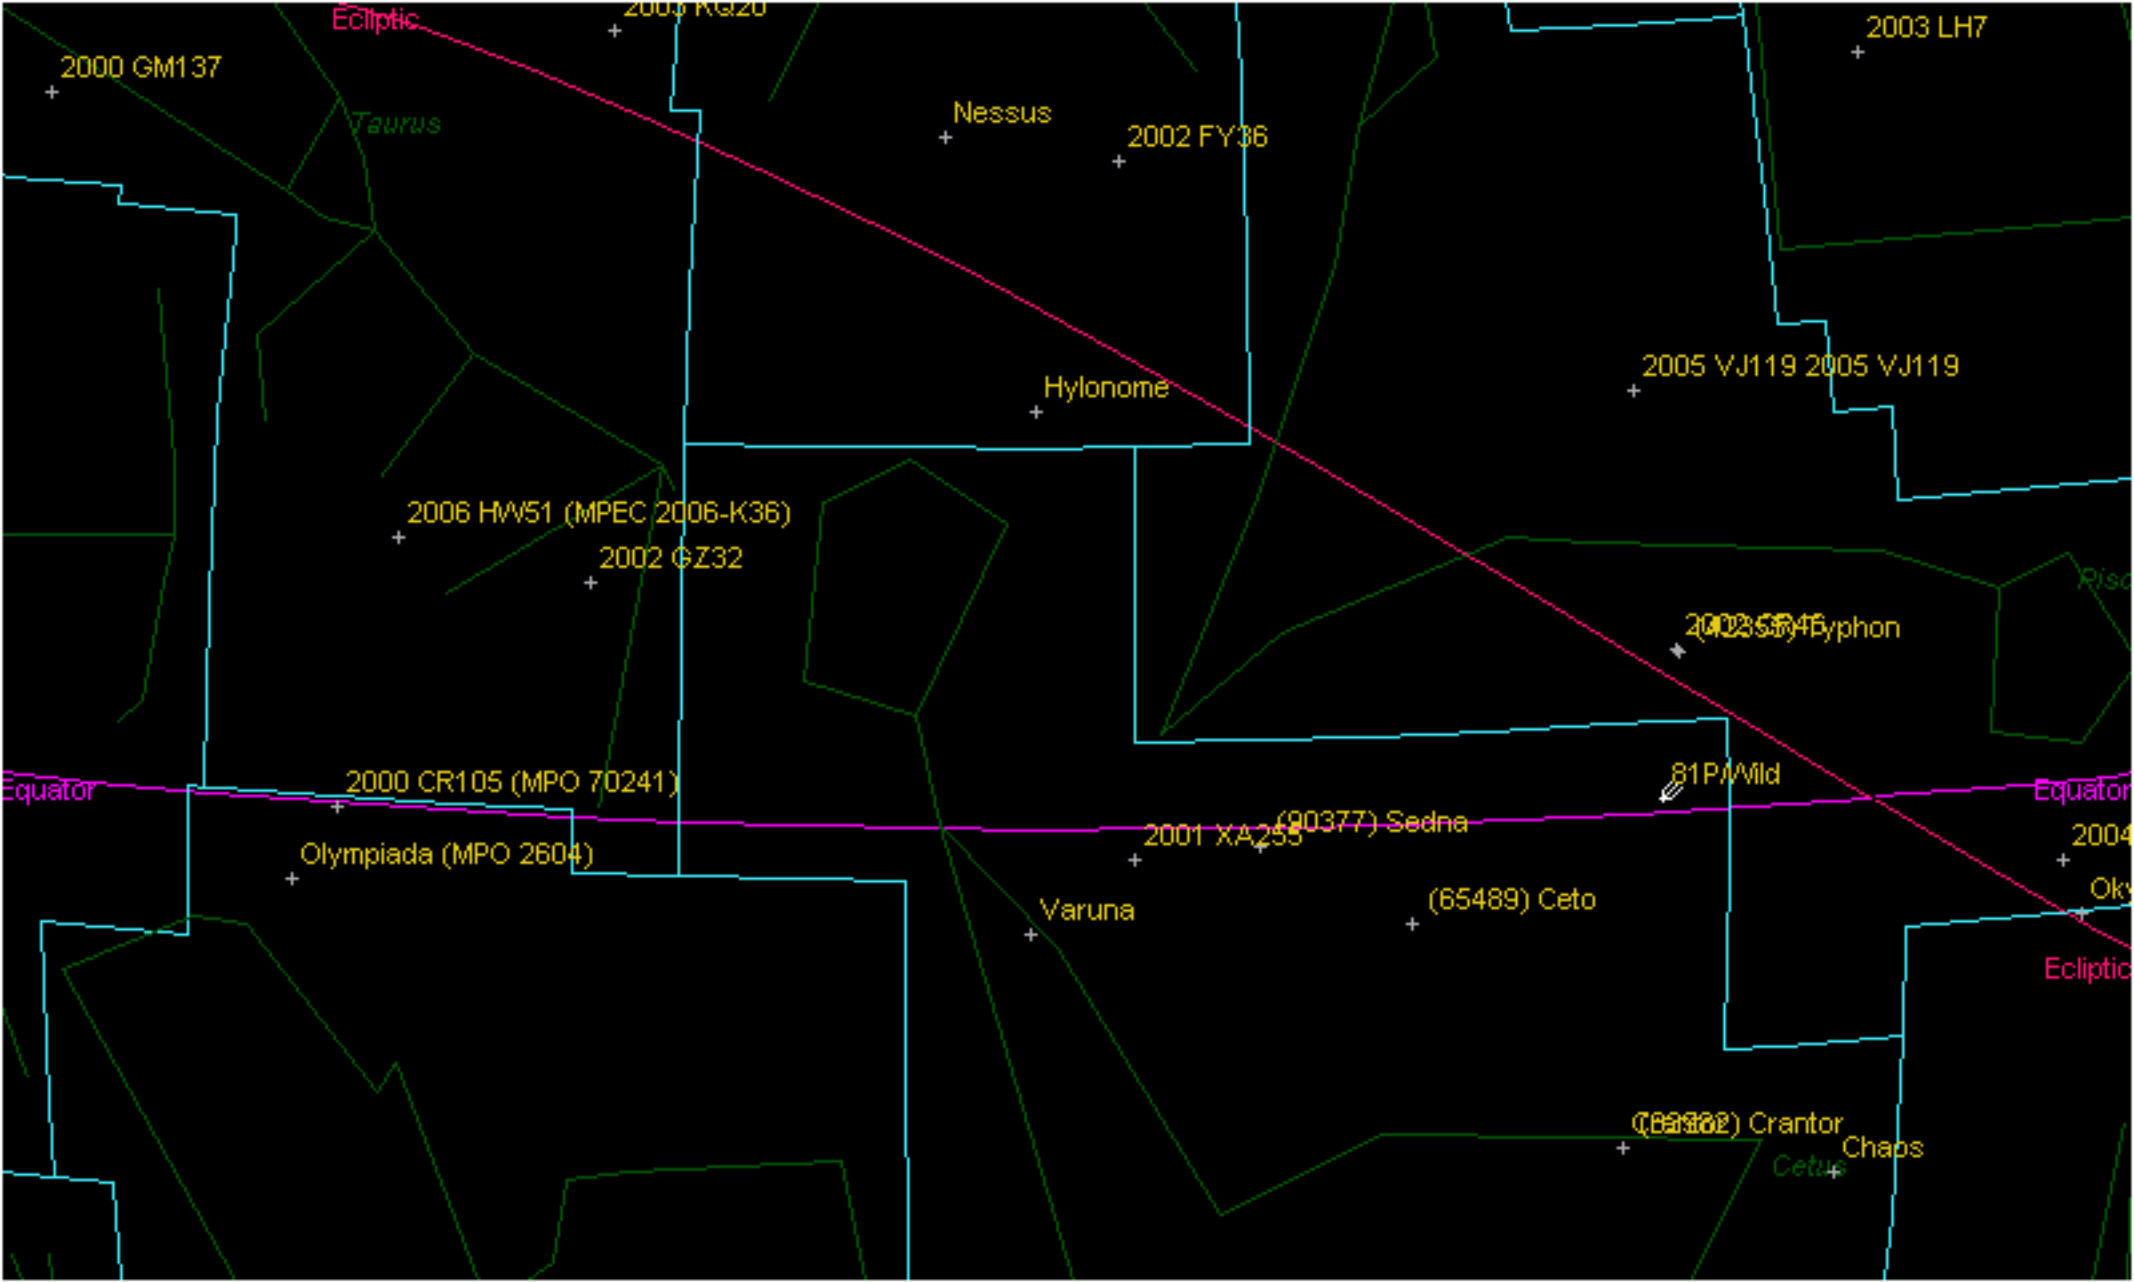 Ecliptic
2003 KQ20
2003 LH7
2000 GM137
Taurus
Nessus
2002 FY36
2005 VJ119 2005 VJ119
Hylonome
2006 HW51 (MPEC 2006-K36)
2002 GZ32
Typhon
81P/Wild
2000 CR105 (MPO 70241)
Equator
Equator
(90377) Sedna
2001 XA255
2004
Olympiada (MPO 2604)
(65489) Ceto
Varuna
Ecliptic
Crantor
Chaos
Cetus